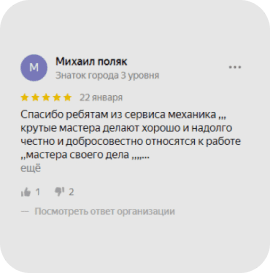 М
Михаил поляк
Знаток города 3 уровня
22 января
Спасибо ребятам из сервиса механика ,,,
крутые мастера делают хорошо и надолго
честно и добросовестно относятся к работе
,,мастера своего дела ,,,,...
ещё
1 2
— Посмотреть ответ организации